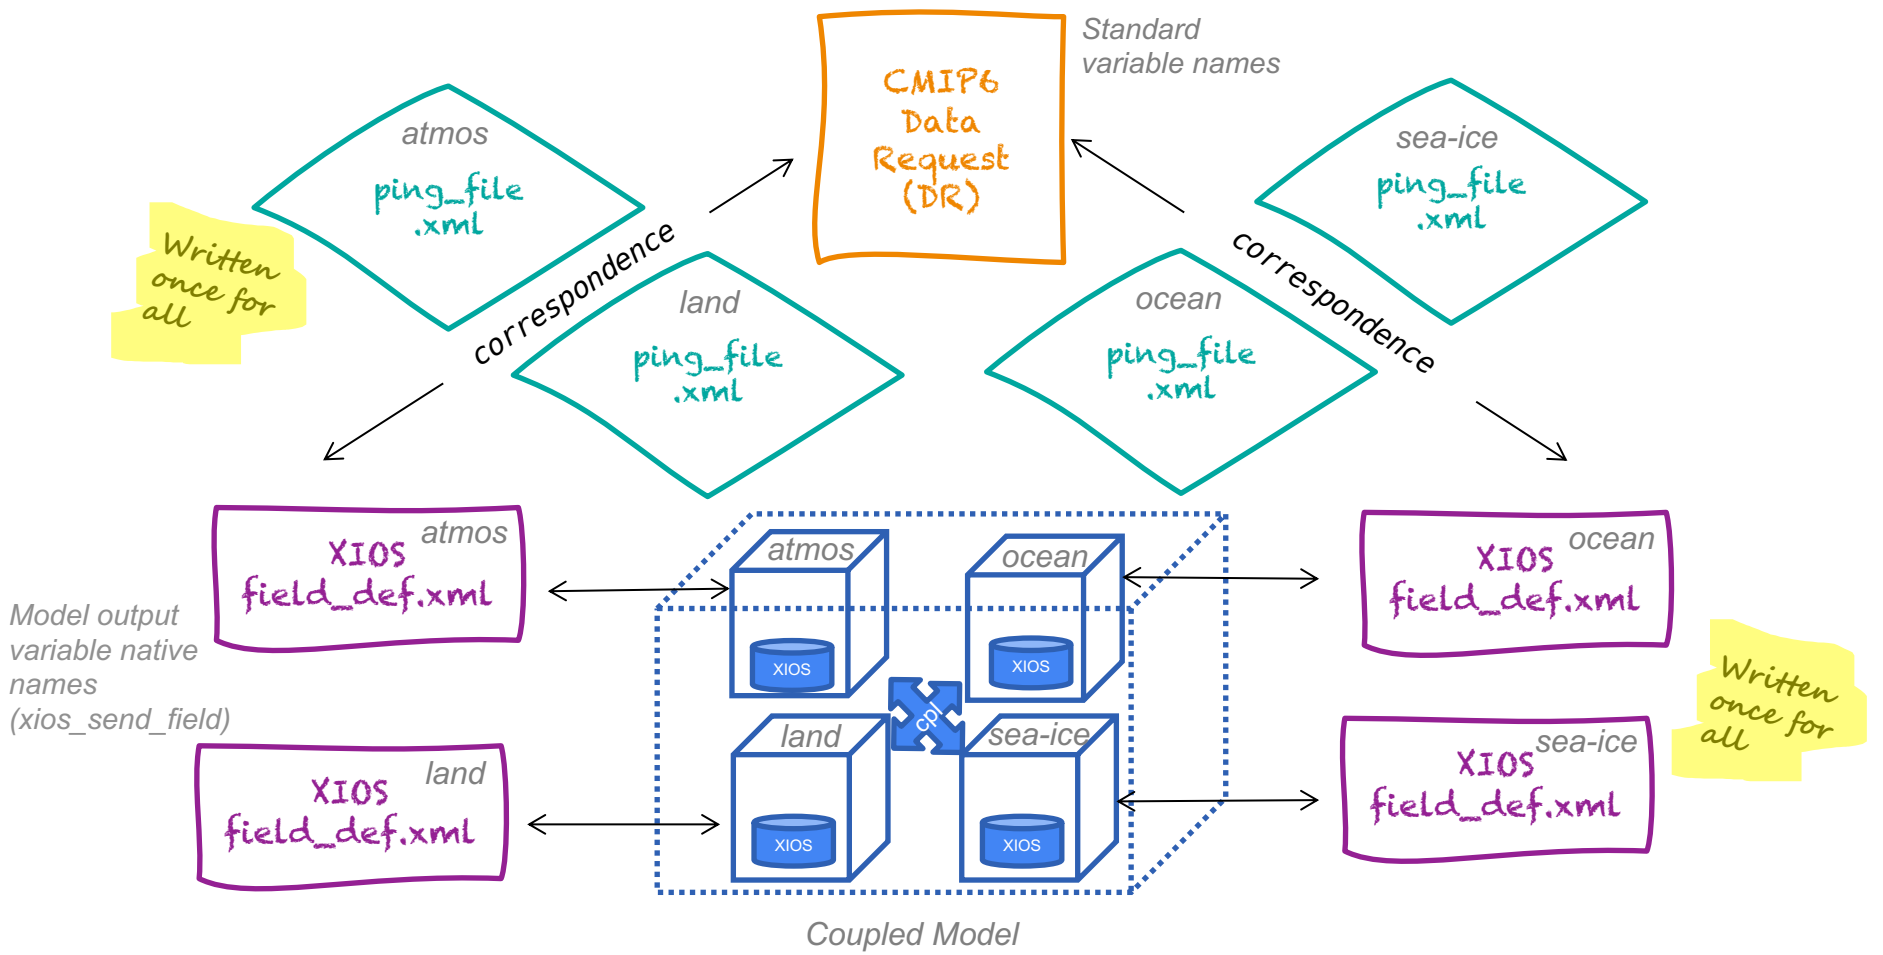 Standard
variable names
CMIP6
Data
Request
(DR)
atmos
ping_file
.xml
sea-ice
ping_file
.xml
Written
once for
all
correspondence
correspondence
land
ping_file
.xml
ocean
ping_file
.xml
atmos
XIOS
field_def.xml
atmos
XIOS
ocean
XIOS
ocean
XIOS
field_def.xml
Model output
variable native
names
(xios_send_field)
cpl
Written
once for
all
land
XIOS
field_def.xml
land
XIOS
sea-ice
XIOS
sea-ice
XIOS
field_def.xml
Coupled Model